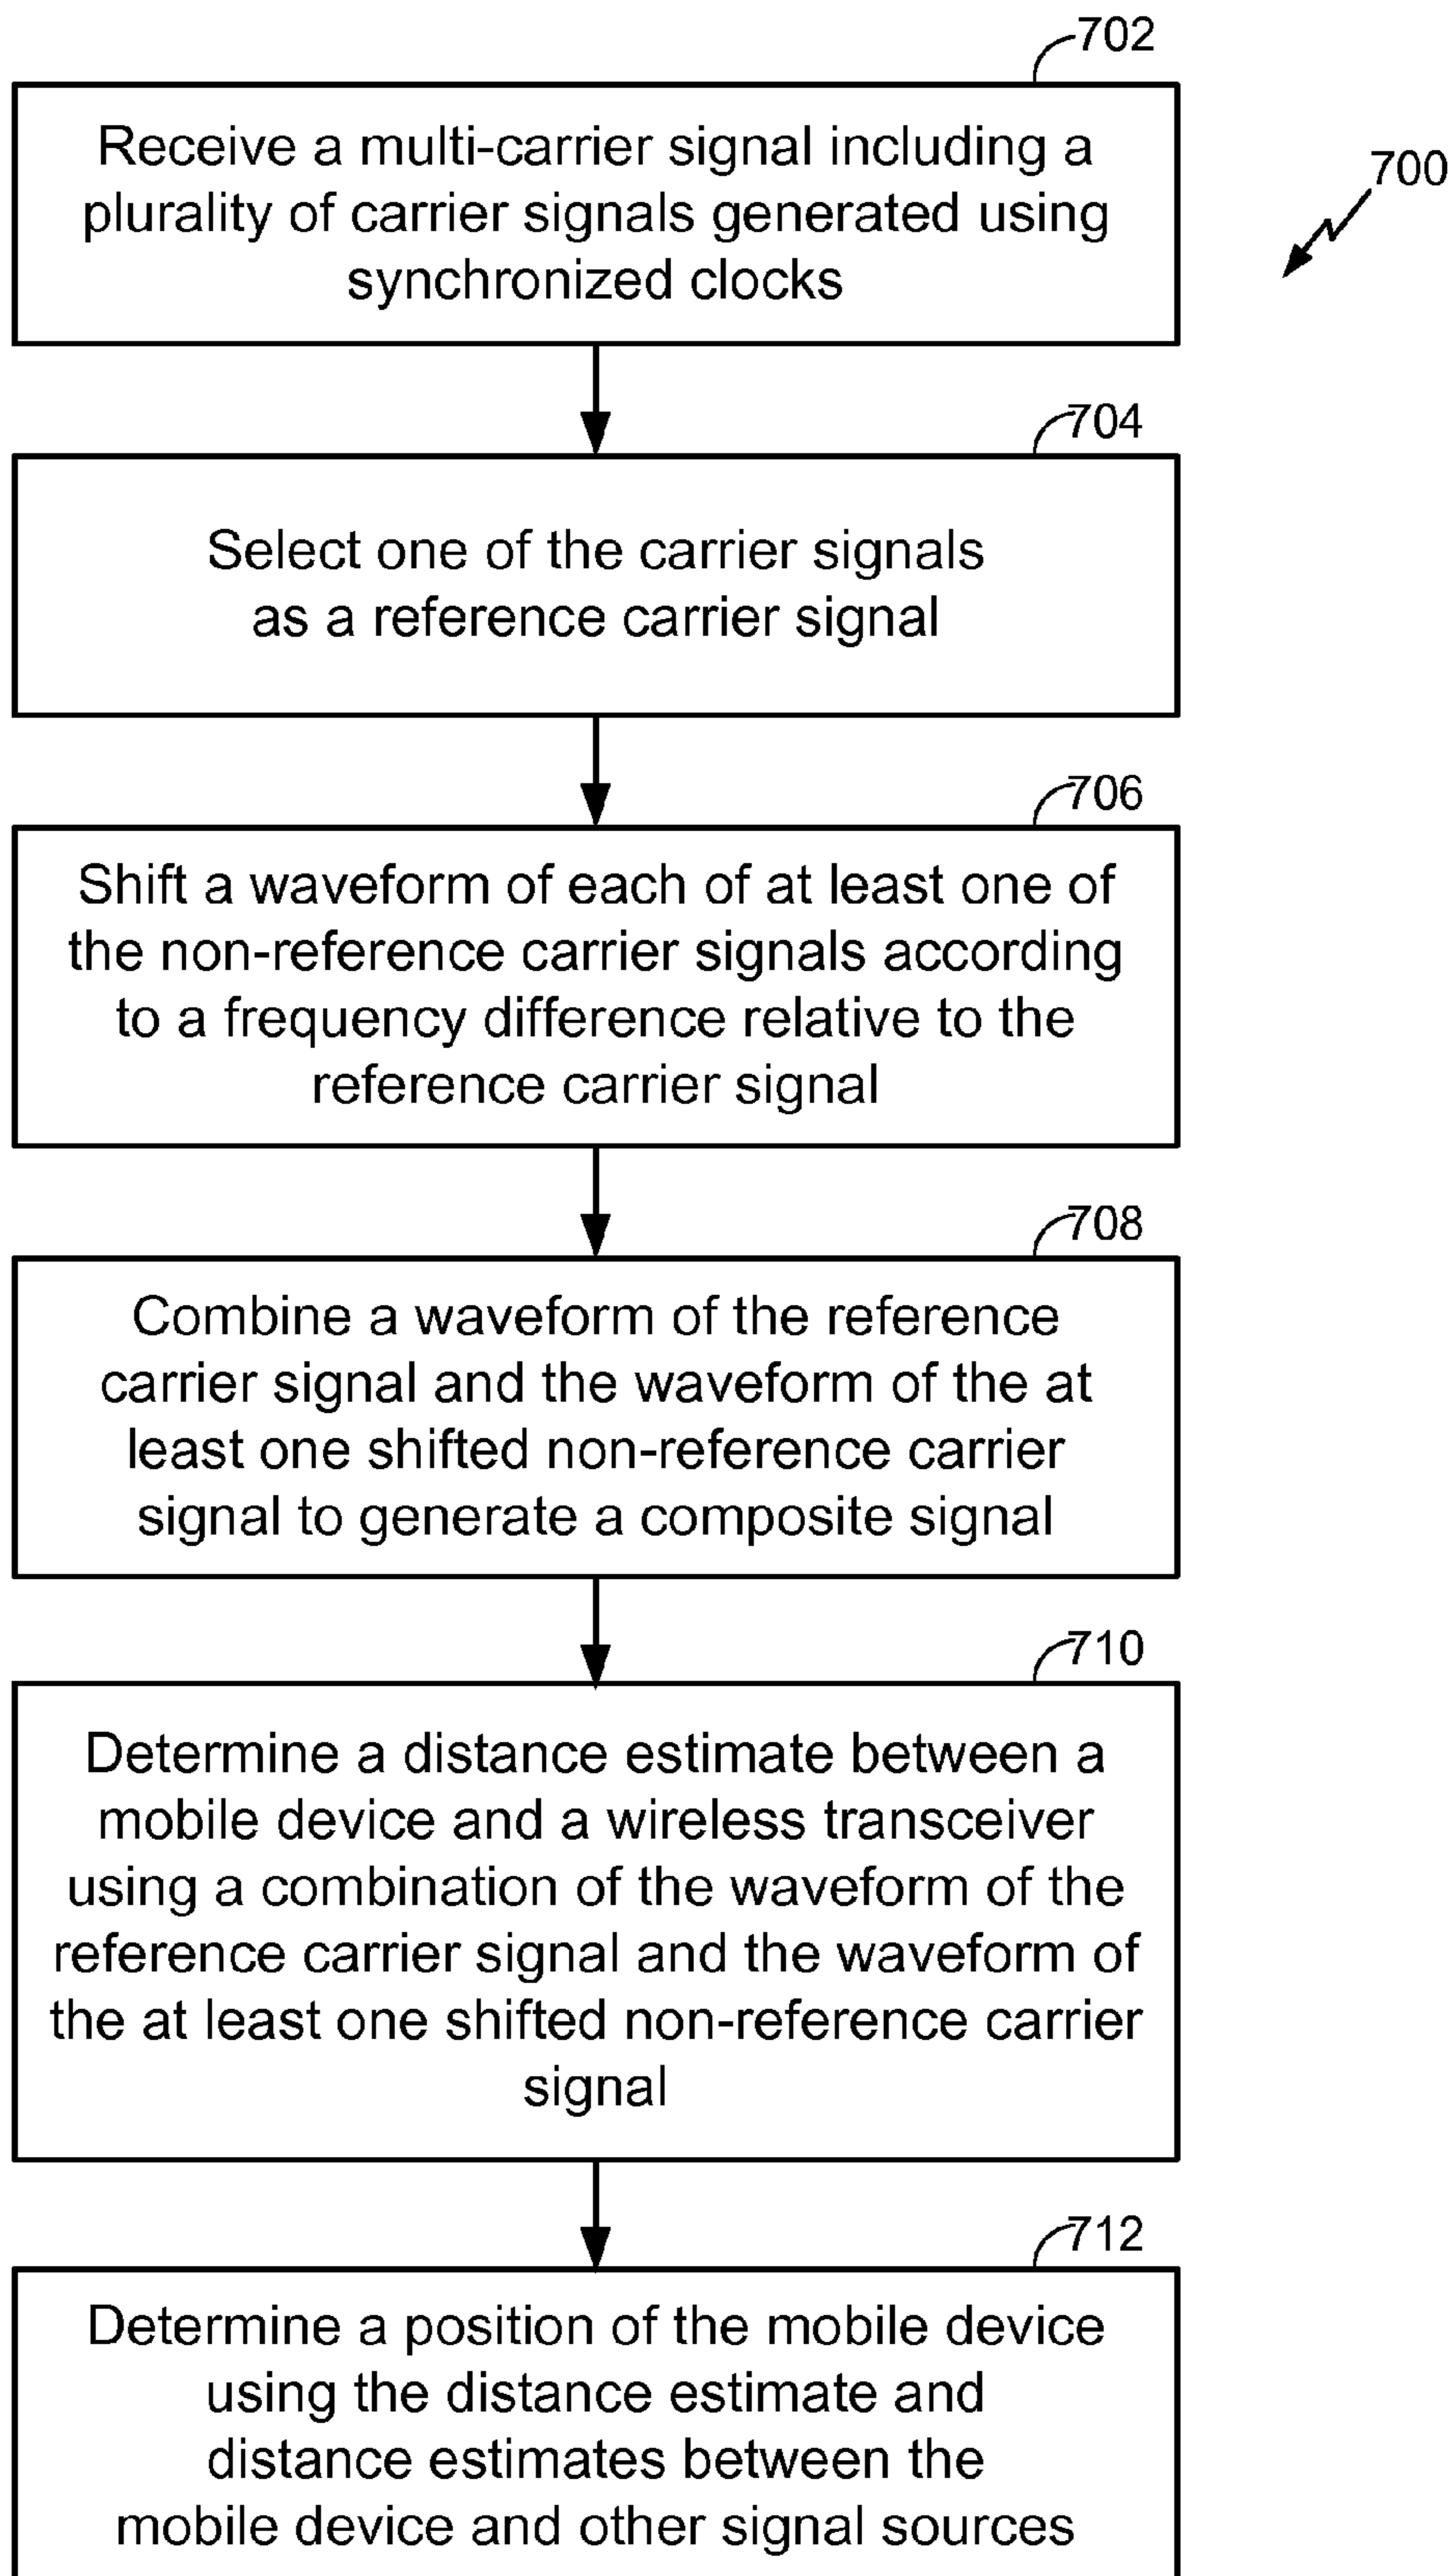 702
Receive a multi-carrier signal including a
plurality of carrier signals generated using
synchronized clocks
700
704
Select one of the carrier signals
as a reference carrier signal
706
Shift a waveform of each of at least one of
the non-reference carrier signals according
to a frequency difference relative to the
reference carrier signal
708
Combine a waveform of the reference
carrier signal and the waveform of the at
least one shifted non-reference carrier
signal to generate a composite signal
710
Determine a distance estimate between a
mobile device and a wireless transceiver
using a combination of the waveform of the
reference carrier signal and the waveform of
the at least one shifted non-reference carrier
signal
712
Determine a position of the mobile device
using the distance estimate and
distance estimates between the
mobile device and other signal sources